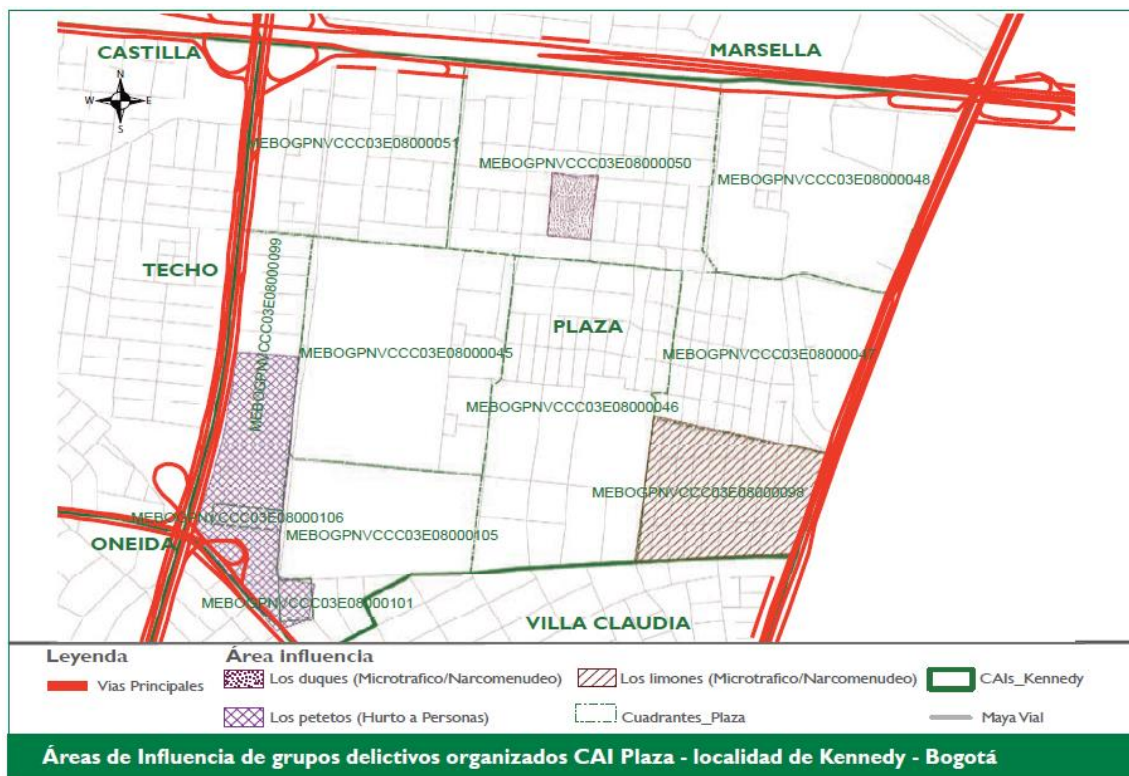 CASTILLA
MARSELLA
N
W E
S
MEBOGPNVCCC03E08000051
MEBOGPNVCCC03E08000050
MEBOGPNVCCC03E08000048
TECHO
MEBOGPNVCCC03E08000099
PLAZA
MEBOGPNVCCC03E08000045
MEBOGPNVCCC03E08000047
MEBOGPNVCCC03E08000046
MEBOGPNVCCC03E08000098
MEBOGPNVCCC03E08000106
ONEIDA
MEBOGPNVCCC03E08000105
MEBOGPNVCCC03E08000101
VILLA CLAUDIA
Leyenda
Área Influencia
Vias Principales
Los duques (Microtrafico/Narcomenudeo)
Los limones (Microtrafico/Narcomenudeo)
CAIs_Kennedy
Los petetos (Hurto a Personas)
Cuadrantes_Plaza
Maya Vial
Áreas de Influencia de grupos delictivos organizados CAI Plaza - localidad de Kennedy - Bogotá